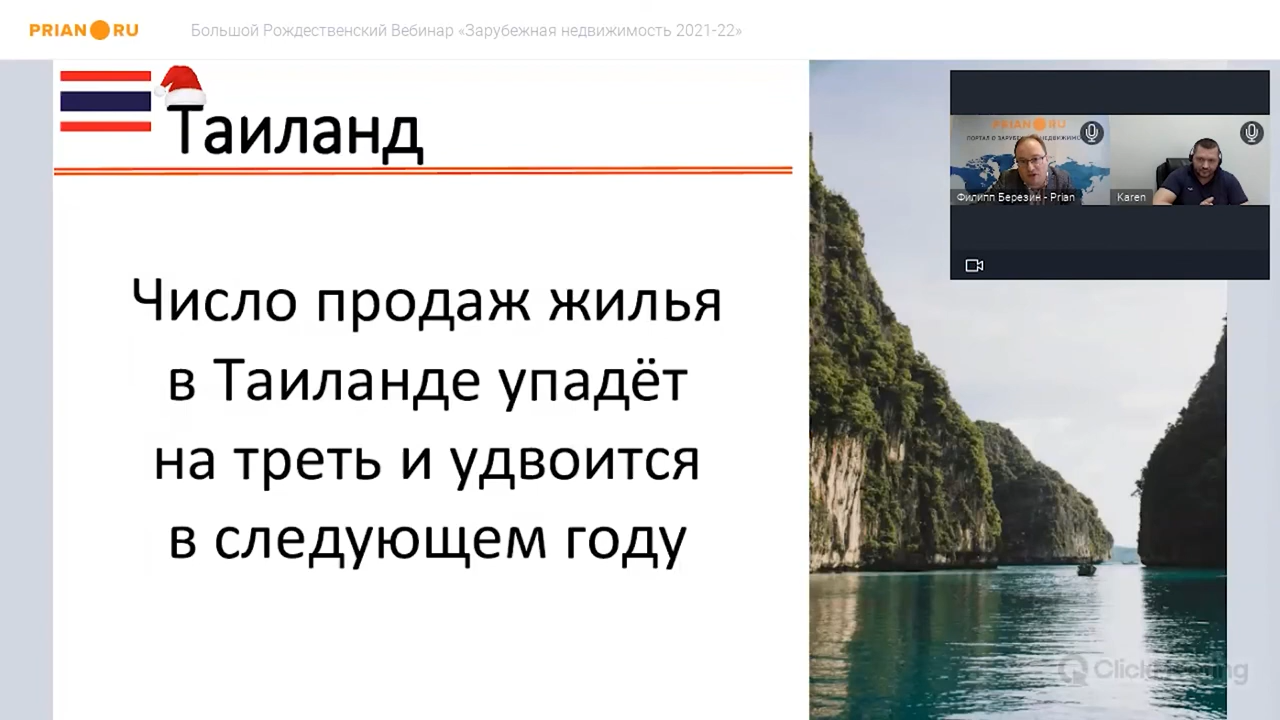 PRIAN RU
Большой Рождественский Вебинар «Зарубежная недвижимость 2021-22»
Таиланд
Число продаж жилья
в Таиланде упадёт
на треть и удвоится
в следующем году
PRIAN RU
Филипп Березин - Prian
Karen